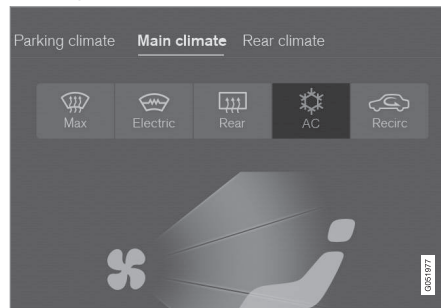 Parking climate Main climate Rear climate
Max Electric Rear AC Recirc
G051977